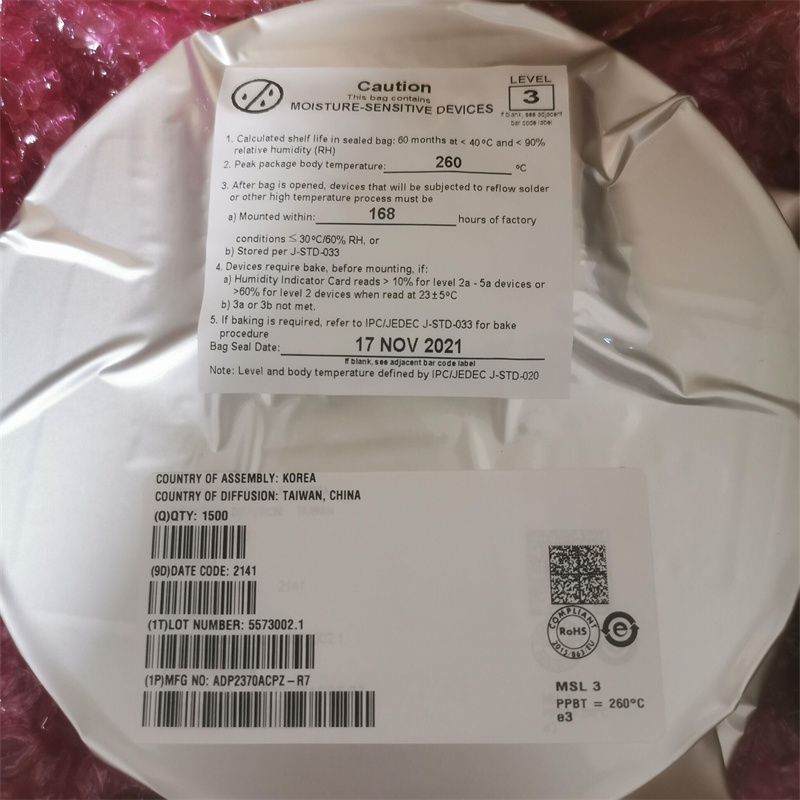 Caution
This bag contains
MOISTURE-SENSITIVE DEVICES
LEVEL
3
If blank, see adjacent
bar code label
1. Calculated shelf life in sealed bag: 60 months at < 40°C and < 90%
relative humidity (RH)
2. Peak package body temperature: 260 °C
3. After bag is opened, devices that will be subjected to reflow solder
or other high temperature process must be
a) Mounted within: 168 hours of factory
conditions ≤ 30°C/60% RH, or
b) Stored per J-STD-033
4. Devices require bake, before mounting, if:
a) Humidity Indicator Card reads > 10% for level 2a - 5a devices or
>60% for level 2 devices when read at 23±5°C
b) 3a or 3b not met.
5. If baking is required, refer to IPC/JEDEC J-STD-033 for bake
procedure
Bag Seal Date: 17 NOV 2021
If blank, see adjacent bar code label
Note: Level and body temperature defined by IPC/JEDEC J-STD-020
COUNTRY OF ASSEMBLY: KOREA
COUNTRY OF DIFFUSION: TAIWAN, CHINA
(Q)QTY: 1500
(9D)DATE CODE: 2141
(1T)LOT NUMBER: 5573002.1
(1P)MFG NO: ADP2370ACPZ-R7
COMPLIANT
RoHS
2015/863/EU
e
MSL 3
PPBT = 260°C
e3